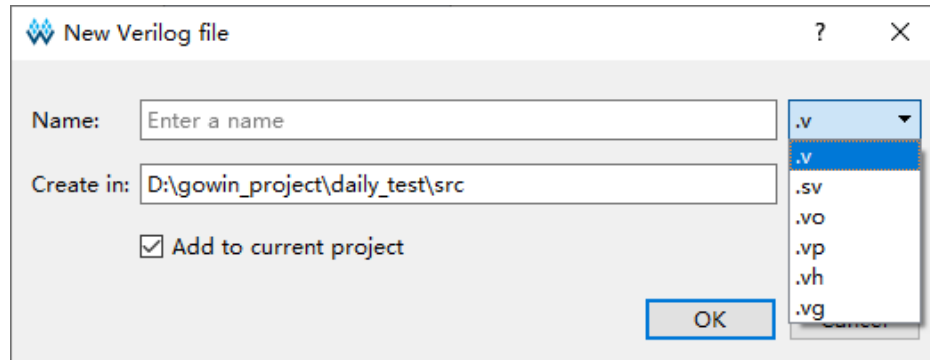 New Verilog file ? ×
Name: Enter a name .v
.v
Create in: D:\gowin_project\daily_test\src .sv
.vo
Add to current project .vp
.vh
.vg
OK